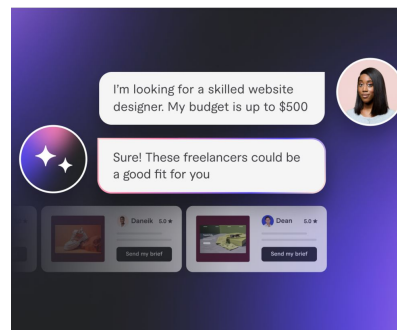 I'm looking for a skilled website
designer. My budget is up to $500
Sure! These freelancers could be
a good fit for you
Daneik 5.0 ★
Send my brief
Dean 5.0 ★
Send my brief